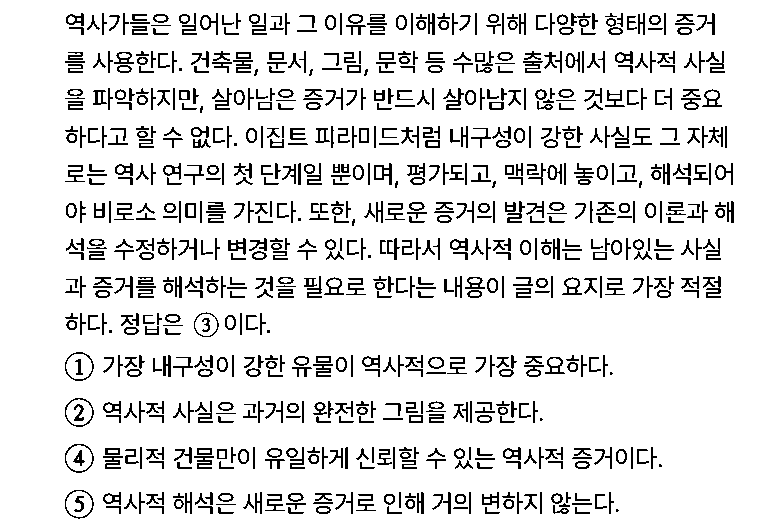 역사가들은 일어난 일과 그 이유를 이해하기 위해 다양한 형태의 증거
를 사용한다. 건축물, 문서, 그림, 문학 등 수많은 출처에서 역사적 사실
을 파악하지만, 살아남은 증거가 반드시 살아남지 않은 것보다 더 중요
하다고 할 수 없다. 이집트 피라미드처럼 내구성이 강한 사실도 그 자체
로는 역사 연구의 첫 단계일 뿐이며, 평가되고, 맥락에 놓이고, 해석되어
야 비로소 의미를 가진다. 또한, 새로운 증거의 발견은 기존의 이론과 해
석을 수정하거나 변경할 수 있다. 따라서 역사적 이해는 남아있는 사실
과 증거를 해석하는 것을 필요로 한다는 내용이 글의 요지로 가장 적절
하다. 정답은 ③이다.
① 가장 내구성이 강한 유물이 역사적으로 가장 중요하다.
② 역사적 사실은 과거의 완전한 그림을 제공한다.
④ 물리적 건물만이 유일하게 신뢰할 수 있는 역사적 증거이다.
⑤ 역사적 해석은 새로운 증거로 인해 거의 변하지 않는다.